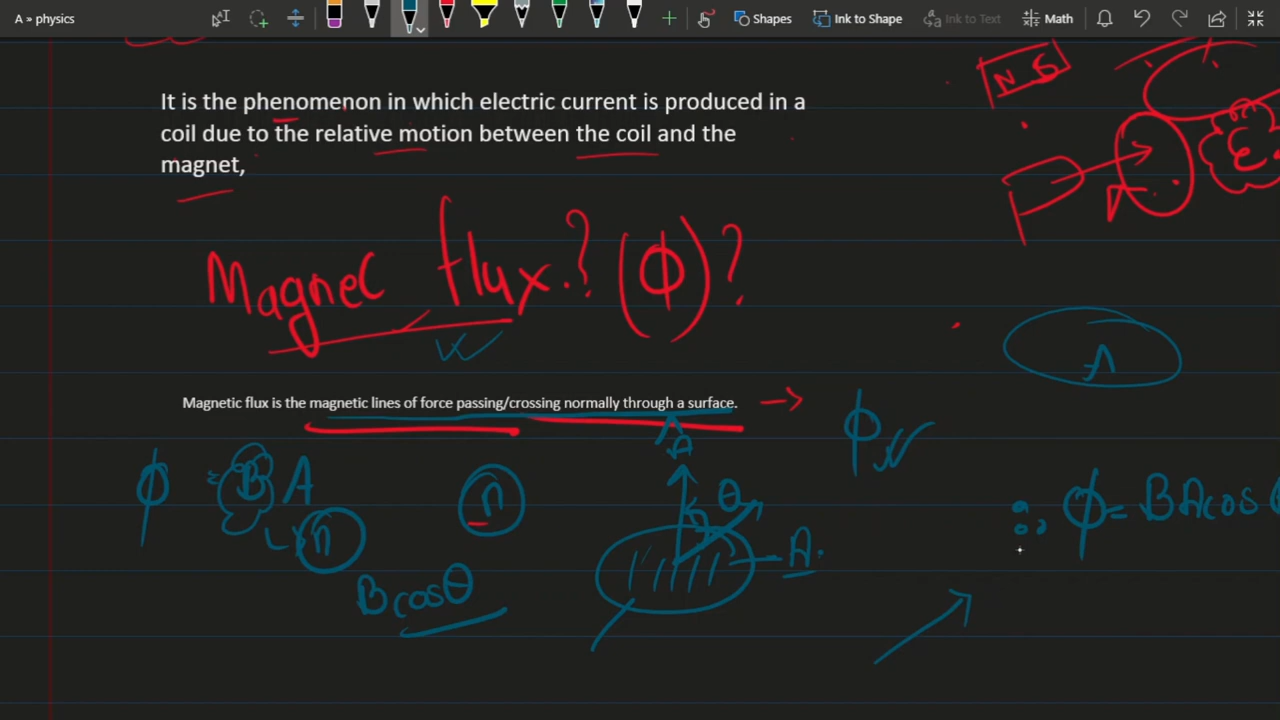 A » physics
Shapes
Ink to Shape
Ink to Text
Math
N S
It is the phenomenon in which electric current is produced in a
coil due to the relative motion between the coil and the
magnet,
ε
Magnet flux.? (Φ)?
A
Magnetic flux is the magnetic lines of force passing/crossing normally through a surface. → Φ
Φ = B A
n̂
n̂
B cosθ
n̂
θ
A
∴ Φ = BA cos